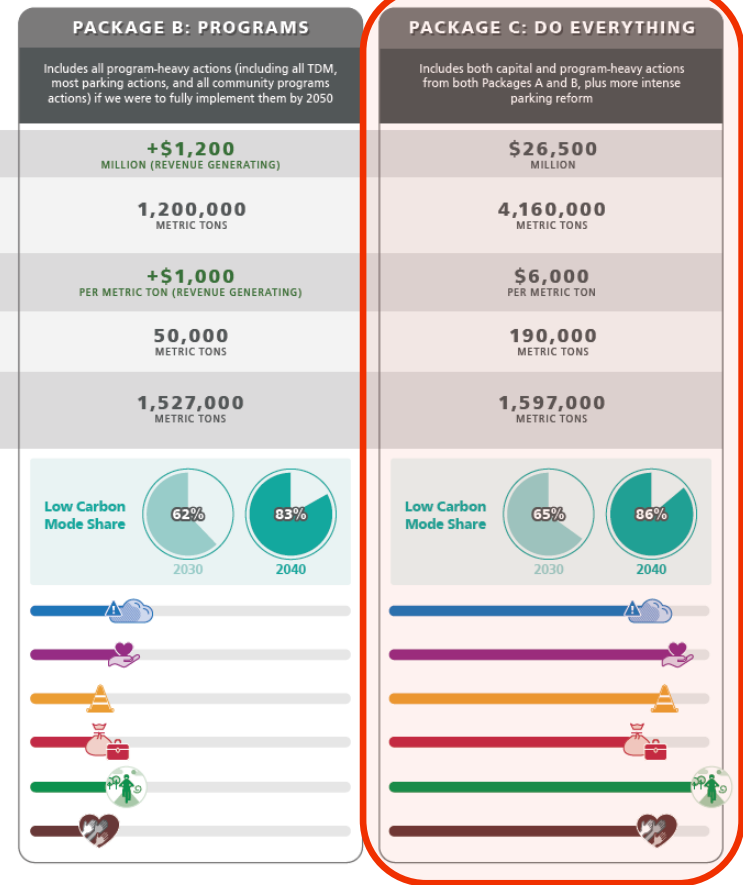 PACKAGE B: PROGRAMS
Includes all program-heavy actions (including all TDM,
most parking actions, and all community programs
actions) if we were to fully implement them by 2050
+$1,200
MILLION (REVENUE GENERATING)
1,200,000
METRIC TONS
+$1,000
PER METRIC TON (REVENUE GENERATING)
50,000
METRIC TONS
1,527,000
METRIC TONS
Low Carbon
Mode Share
62%
83%
2030
2040
PACKAGE C: DO EVERYTHING
Includes both capital and program-heavy actions
from both Packages A and B, plus more intense
parking reform
$26,500
MILLION
4,160,000
METRIC TONS
$6,000
PER METRIC TON
190,000
METRIC TONS
1,597,000
METRIC TONS
Low Carbon
Mode Share
65%
86%
2030
2040